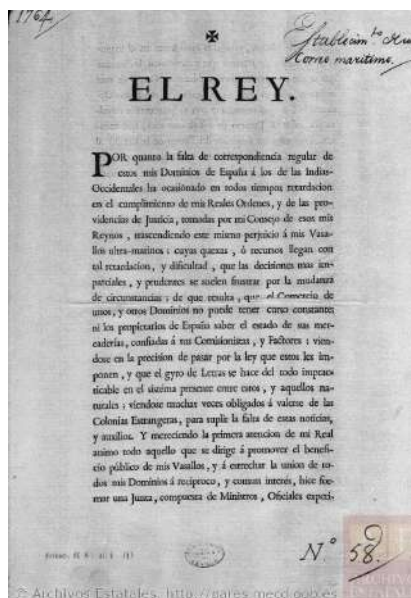 1764
Establecim.to de un
Correo maritimo.
EL REY.
POR quanto la falta de correspondiencia regular de
estos mis Dominios de España á los de las Indias-
Occidentales ha ocasionado en todos tiempos retardacion
en el cumplimiento de mis Reales Ordenes, y de las pro-
videncias de Justicia, tomadas por mi Consejo de esos mis
Reynos, trascendiendo este mismo perjuicio á mis Vasa-
llos ultra-marinos: cuyas quexas, ò recursos llegan con
tal retardacion, y dificultad, que las decisiones mas im-
parciales, y prudentes se suelen frustrar por la mudanza
de circunstancias: de que resulta, que el Comercio de
unos, y otros Dominios no puede tener curso constante;
ni los propietarios de España saber el estado de sus mer-
caderías, confiadas á sus Comisionistas, y Factores: vien-
dose en la precision de pasar por la ley que estos les im-
ponen, y que el gyro de Letras se hace del todo imprac-
ticable en el sistéma presente entre estos, y aquellos na-
turales; viendose muchas veces obligados á valerse de las
Colonias Estrangeras, para suplir la falta de estas noticias,
y auxilios. Y mereciendo la primera atencion de mi Real
animo todo aquello que se dirige á promover el benefi-
cio público de mis Vasallos, y á estrechar la union de to-
dos mis Dominios á reciproco, y comun interés, hice for-
mar una Junta, compuesta de Ministros, Oficiales experi-
N.º 58.
© Archivos Estatales, http://pares.mecd.gob.es